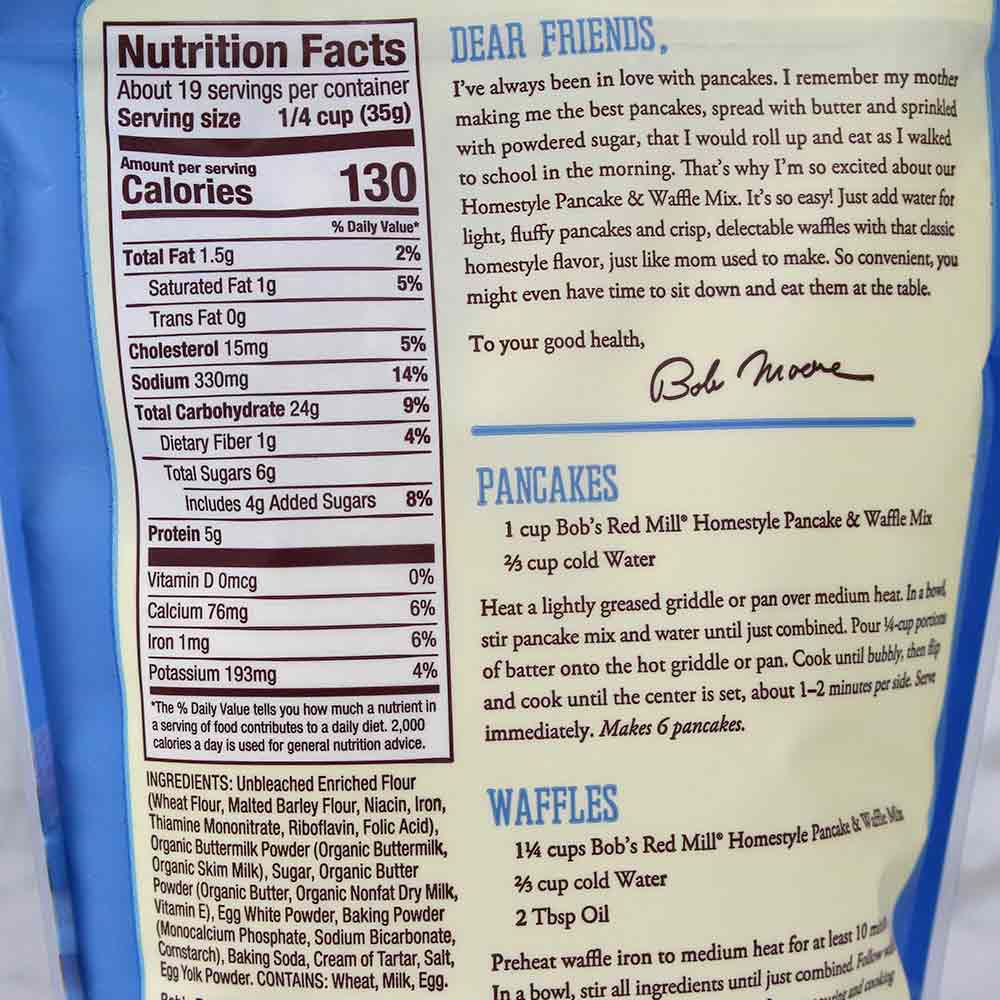 Nutrition Facts
About 19 servings per container
Serving size 1/4 cup (35g)
Amount per serving
Calories 130
% Daily Value*
Total Fat 1.5g 2%
Saturated Fat 1g 5%
Trans Fat 0g
Cholesterol 15mg 5%
Sodium 330mg 14%
Total Carbohydrate 24g 9%
Dietary Fiber 1g 4%
Total Sugars 6g
Includes 4g Added Sugars 8%
Protein 5g
Vitamin D 0mcg 0%
Calcium 76mg 6%
Iron 1mg 6%
Potassium 193mg 4%
*The % Daily Value tells you how much a nutrient in
a serving of food contributes to a daily diet. 2,000
calories a day is used for general nutrition advice.
INGREDIENTS: Unbleached Enriched Flour
(Wheat Flour, Malted Barley Flour, Niacin, Iron,
Thiamine Mononitrate, Riboflavin, Folic Acid),
Organic Buttermilk Powder (Organic Buttermilk,
Organic Skim Milk), Sugar, Organic Butter
Powder (Organic Butter, Organic Nonfat Dry Milk,
Vitamin E), Egg White Powder, Baking Powder
(Monocalcium Phosphate, Sodium Bicarbonate,
Cornstarch), Baking Soda, Cream of Tartar, Salt,
Egg Yolk Powder. CONTAINS: Wheat, Milk, Egg.
DEAR FRIENDS,
I've always been in love with pancakes. I remember my mother
making me the best pancakes, spread with butter and sprinkled
with powdered sugar, that I would roll up and eat as I walked
to school in the morning. That's why I'm so excited about our
Homestyle Pancake & Waffle Mix. It's so easy! Just add water for
light, fluffy pancakes and crisp, delectable waffles with that classic
homestyle flavor, just like mom used to make. So convenient, you
might even have time to sit down and eat them at the table.
To your good health,
Bob Moore
PANCAKES
1 cup Bob's Red Mill® Homestyle Pancake & Waffle Mix
⅔ cup cold Water
Heat a lightly greased griddle or pan over medium heat. In a bowl,
stir pancake mix and water until just combined. Pour ¼-cup portions
of batter onto the hot griddle or pan. Cook until bubbly, then flip
and cook until the center is set, about 1–2 minutes per side. Serve
immediately. Makes 6 pancakes.
WAFFLES
1¼ cups Bob's Red Mill® Homestyle Pancake & Waffle Mix
⅔ cup cold Water
2 Tbsp Oil
Preheat waffle iron to medium heat for at least 10
In a bowl, stir all ingredients until just combined. Follow
and cooking